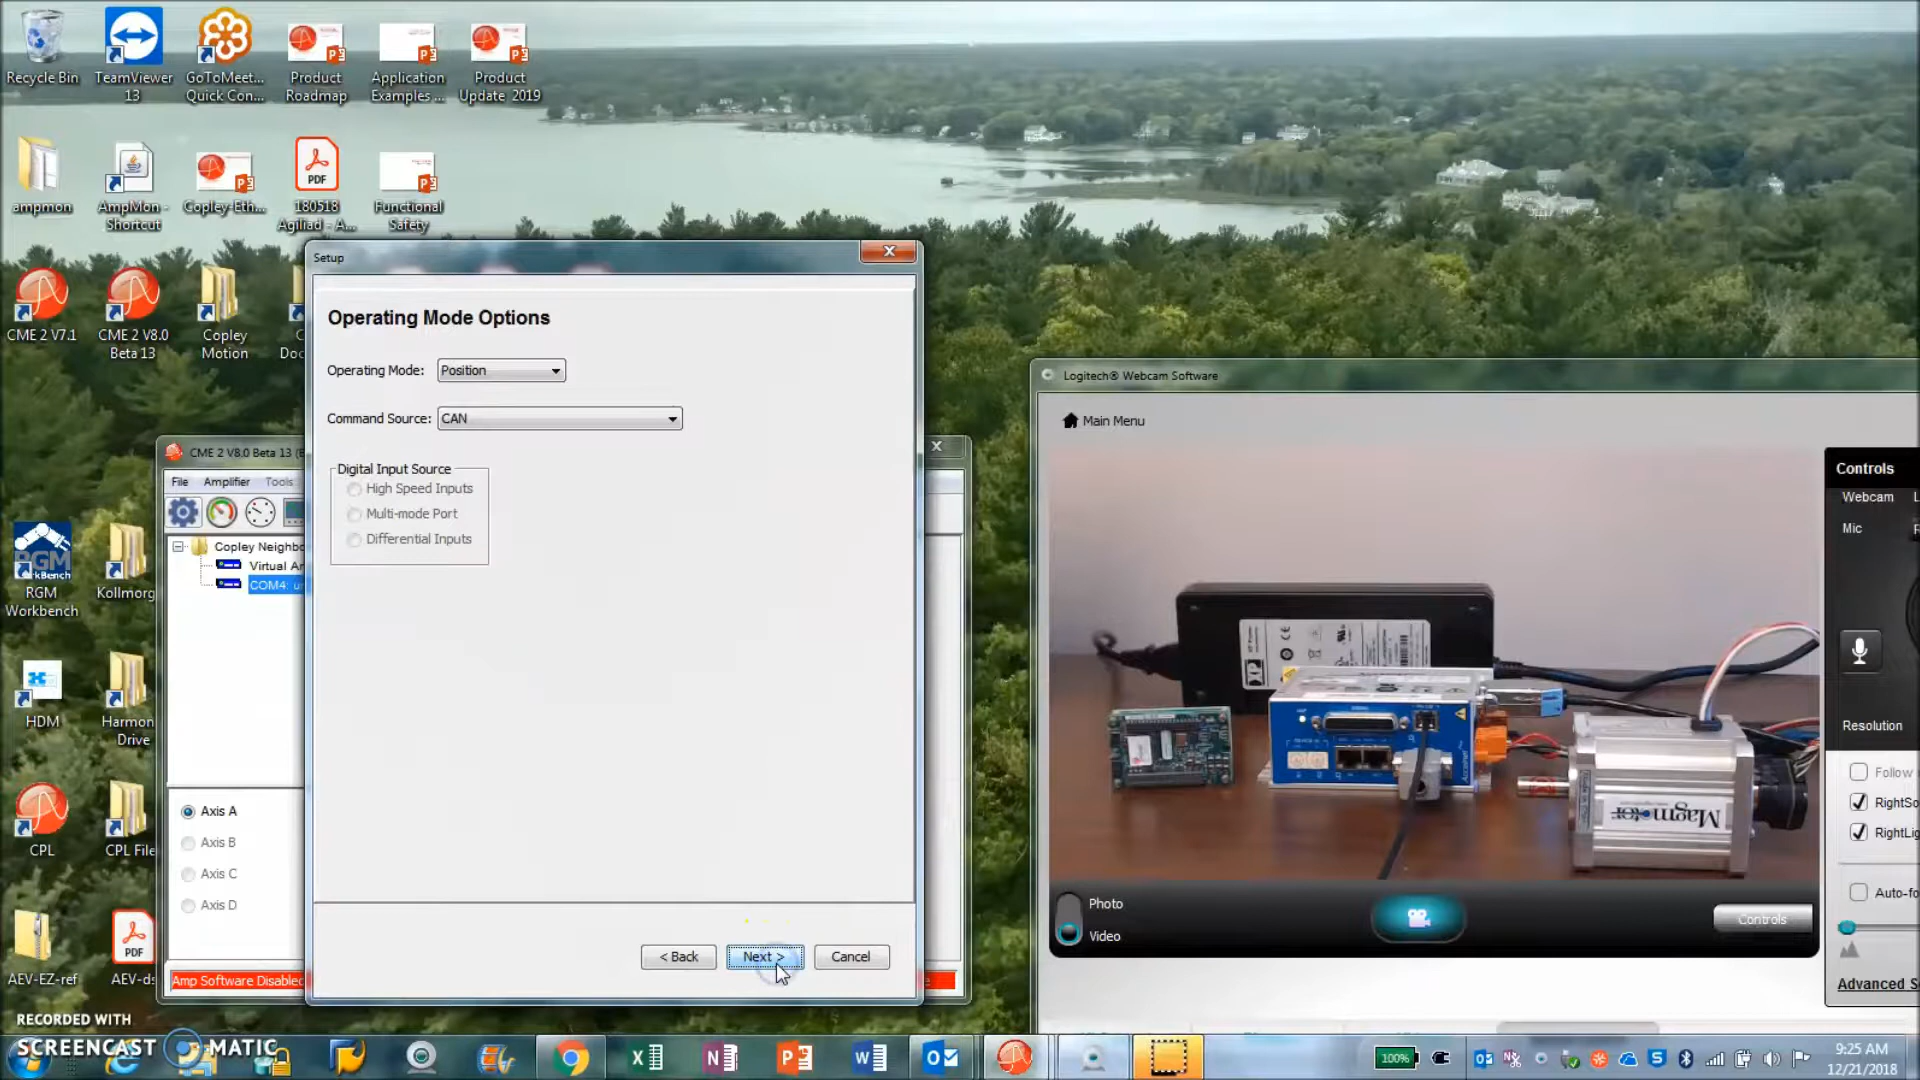 Recycle Bin
TeamViewer
13
GoToMeet...
Quick Con...
Product
Roadmap
Application
Examples ...
Product
Update_2019
ampmon
AmpMon -
Shortcut
Copley-Eth...
PDF
180518
Agiliad - A...
Functional
Safety
CME 2 V7.1
CME 2 V8.0
Beta 13
Copley
Motion
C
Doc
RGM
Workbench
Kollmorg
HDM
Harmon
Drive
CPL
CPL File
AEV-EZ-ref
PDF
AEV-ds
Setup
Operating Mode Options
Operating Mode:
Position
Command Source:
CAN
Digital Input Source
High Speed Inputs
Multi-mode Port
Differential Inputs
< Back
Next >
Cancel
CME 2 V8.0 Beta 13 (B
File
Amplifier
Tools
Copley Neighbo
Virtual Am
COM4: un
Axis A
Axis B
Axis C
Axis D
Amp Software Disabled
e
Logitech® Webcam Software
Main Menu
Magmotor
Photo
Video
Controls
Controls
Webcam
L
Mic
Resolution
Follow
RightSo
RightLig
Auto-fo
Advanced S
RECORDED WITH
SCREENCAST MATIC
100%
9:25 AM
12/21/2018